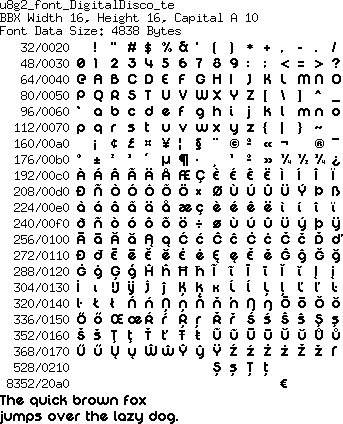 u8g2_font_DigitalDisco_te
BBX Width 16, Height 16, Capital A 10
Font Data Size: 4838 Bytes
32/0020 ! " # $ % & ' ( ) * + , - . /
48/0030 0 1 2 3 4 5 6 7 8 9 : ; < = > ?
64/0040 @ A B C D E F G H I J K L M N O
80/0050 P Q R S T U V W X Y Z [ \ ] ^ _
96/0060 ` a b c d e f g h i j k l m n o
112/0070 p q r s t u v w x y z { | } ~
160/00a0 ¡ ¢ £ ¤ ¥ ¦ § ¨ © ª « ¬ ® ¯
176/00b0 ° ± ² ³ ´ µ ¶ · ¸ ¹ º » ¼ ½ ¾ ¿
192/00c0 À Á Â Ã Ä Å Æ Ç È É Ê Ë Ì Í Î Ï
208/00d0 Ð Ñ Ò Ó Ô Õ Ö × Ø Ù Ú Û Ü Ý Þ ß
224/00e0 à á â ã ä å æ ç è é ê ë ì í î ï
240/00f0 ð ñ ò ó ô õ ö ÷ ø ù ú û ü ý þ ÿ
256/0100 Ā ā Ă ă Ą ą Ć ć Ĉ ĉ Ċ ċ Č č Ď ď
272/0110 Đ đ Ē ē Ĕ ĕ Ė ė Ę ę Ě ě Ĝ ĝ Ğ ğ
288/0120 Ġ ġ Ģ ģ Ĥ ĥ Ħ ħ Ĩ ĩ Ī ī Ĭ ĭ Į į
304/0130 İ ı Ĳ ĳ Ĵ ĵ Ķ ķ ĸ Ĺ ĺ Ļ ļ Ľ ľ Ŀ
320/0140 ŀ Ł ł Ń ń Ņ ņ Ň ň ŉ Ŋ ŋ Ō ō Ŏ ŏ
336/0150 Ő ő Œ œ Ŕ ŕ Ŗ ŗ Ř ř Ś ś Ŝ ŝ Ş ş
352/0160 Š š Ţ ţ Ť ť Ŧ ŧ Ũ ũ Ū ū Ŭ ŭ Ů ů
368/0170 Ű ű Ų ų Ŵ ŵ Ŷ ŷ Ÿ Ź ź Ż ż Ž ž ſ
528/0210 Ș ș Ț ț
8352/20a0 €
The quick brown fox
jumps over the lazy dog.